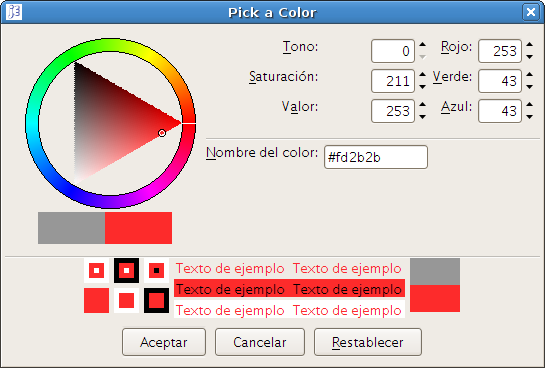 Pick a Color
Tono: 0 Rojo: 253
Saturación: 211 Verde: 43
Valor: 253 Azul: 43
Nombre del color: #fd2b2b
Texto de ejemplo Texto de ejemplo
Texto de ejemplo Texto de ejemplo
Texto de ejemplo Texto de ejemplo
Aceptar Cancelar Restablecer